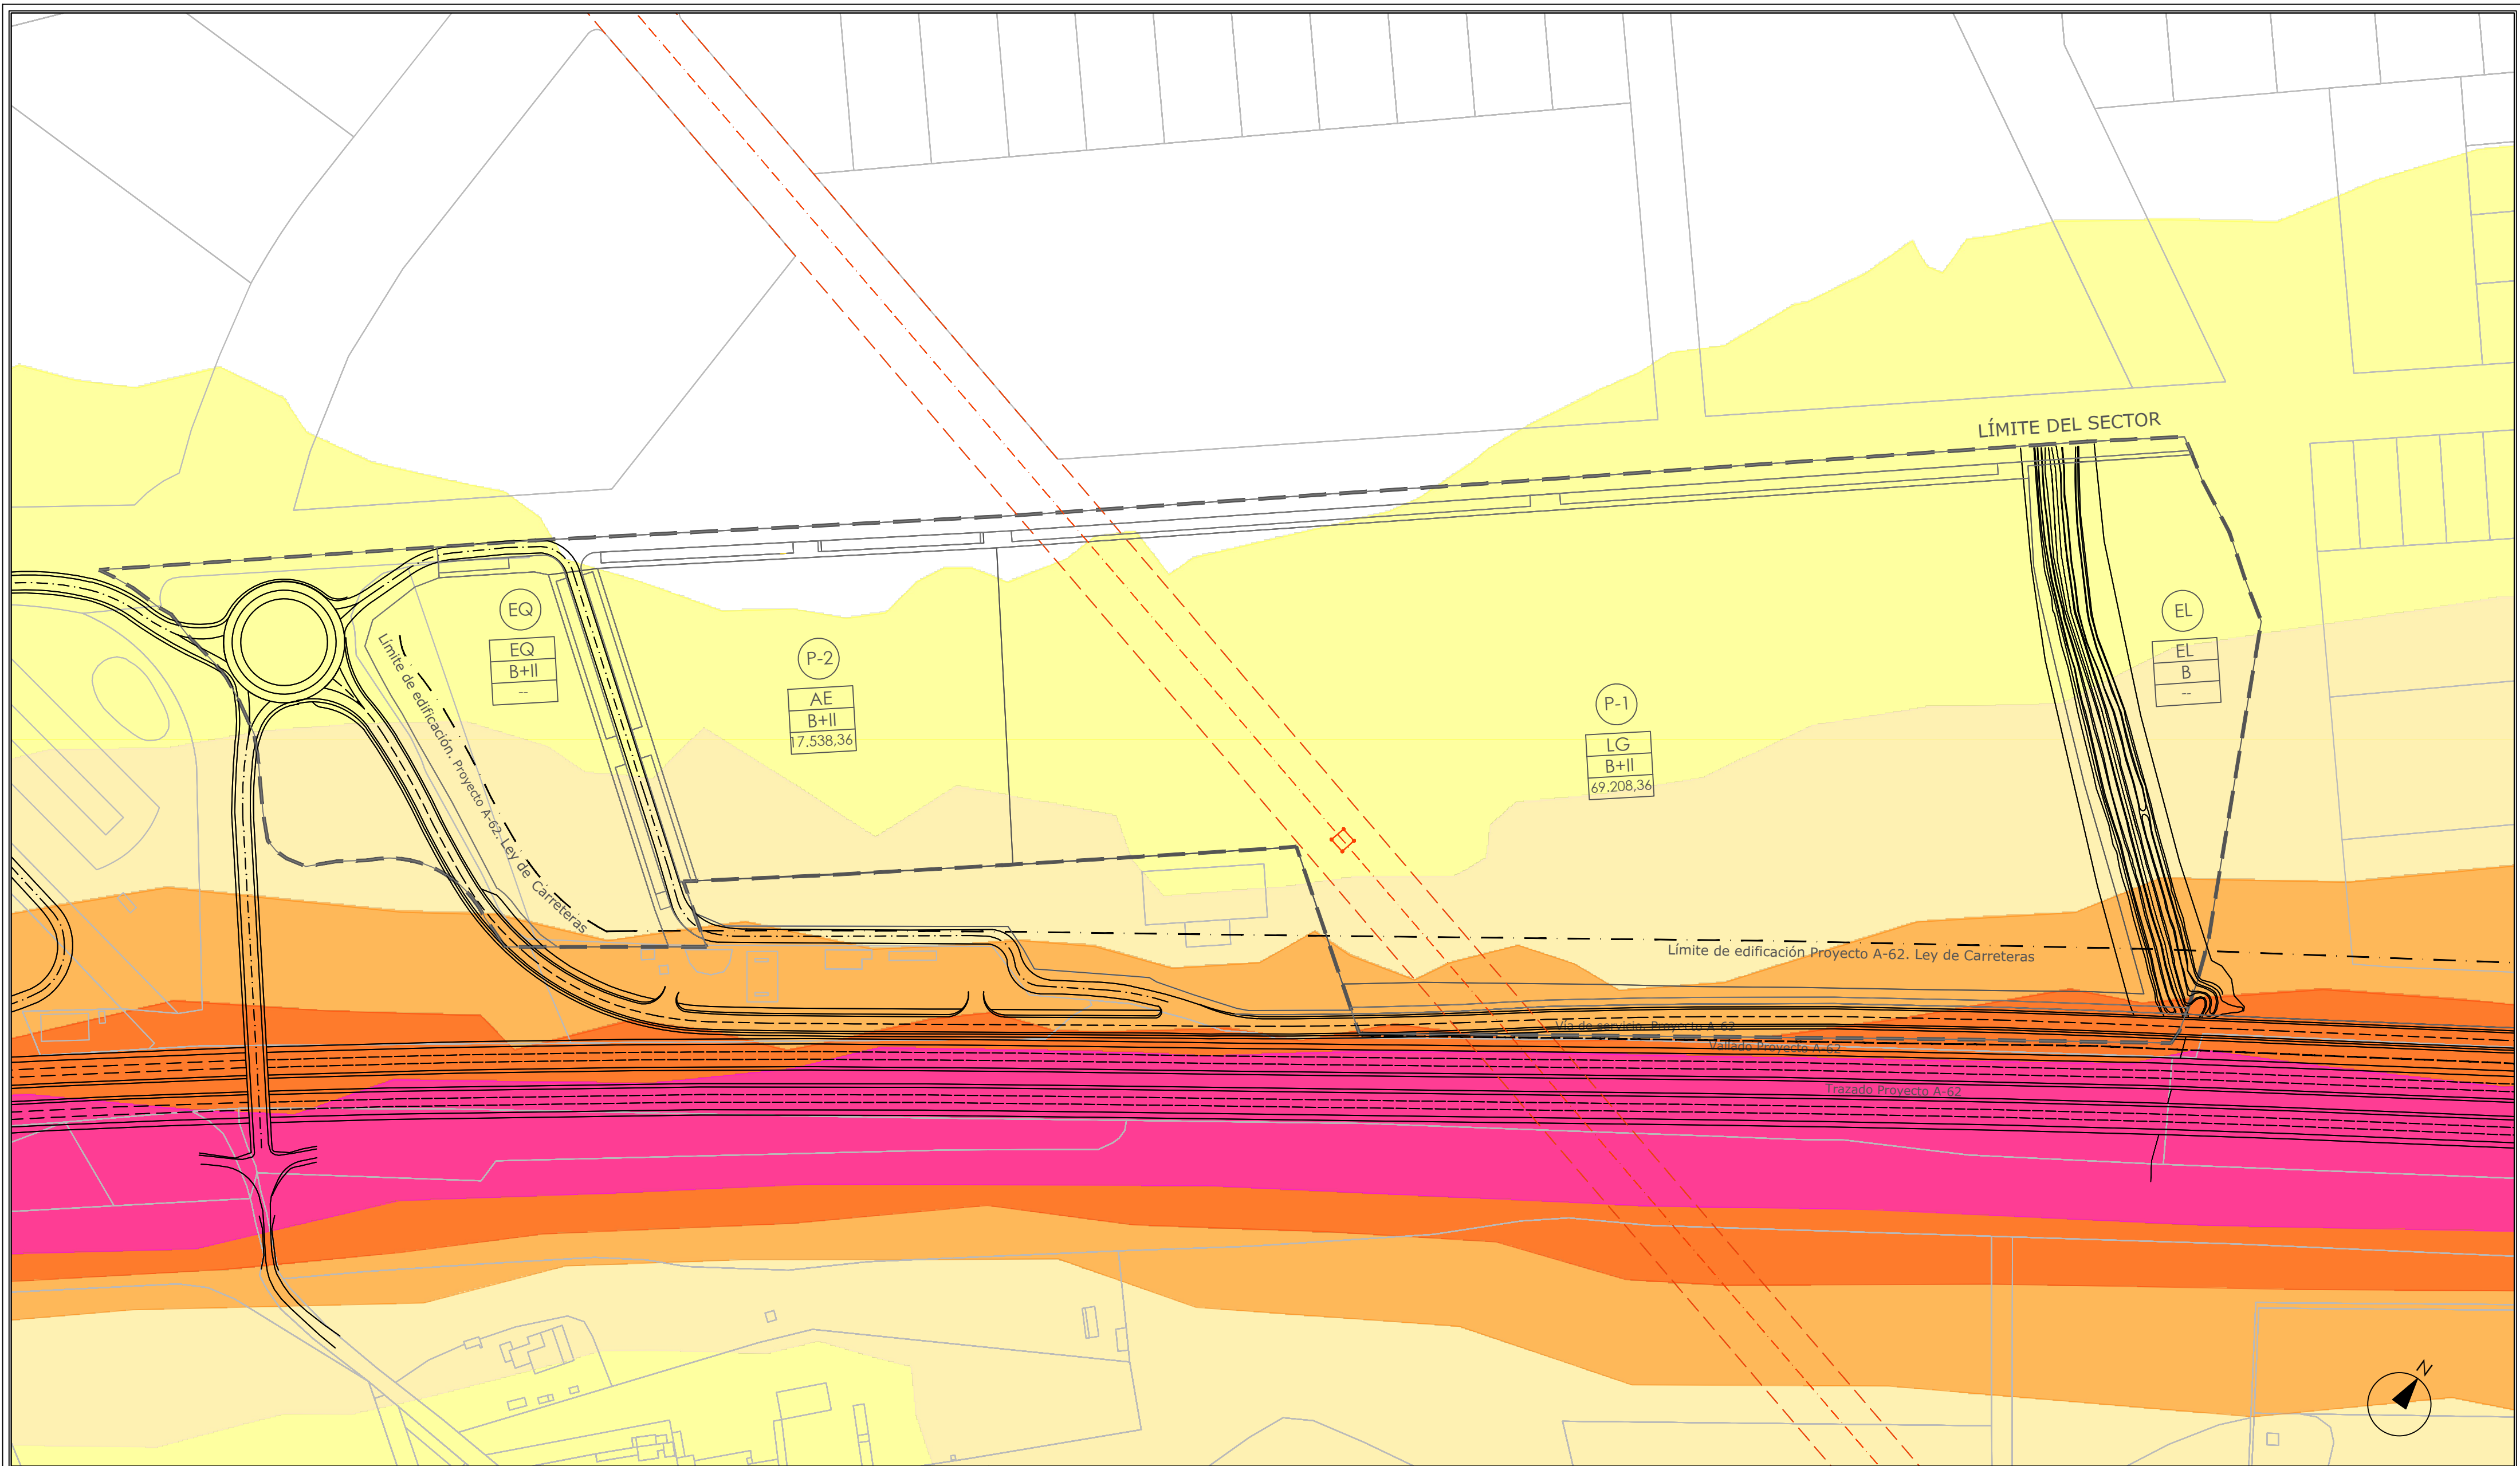 LÍMITE DEL SECTOR
EQ
EQ
B+II
--
P-2
AE
B+II
17.538,36
P-1
LG
B+II
69.208,36
EL
EL
B
--
Límite de edificación. Proyecto A-62. Ley de Carreteras
Límite de edificación Proyecto A-62. Ley de Carreteras
Vía de servicio. Proyecto A-62
Vallado Proyecto A-62
Trazado Proyecto A-62
N